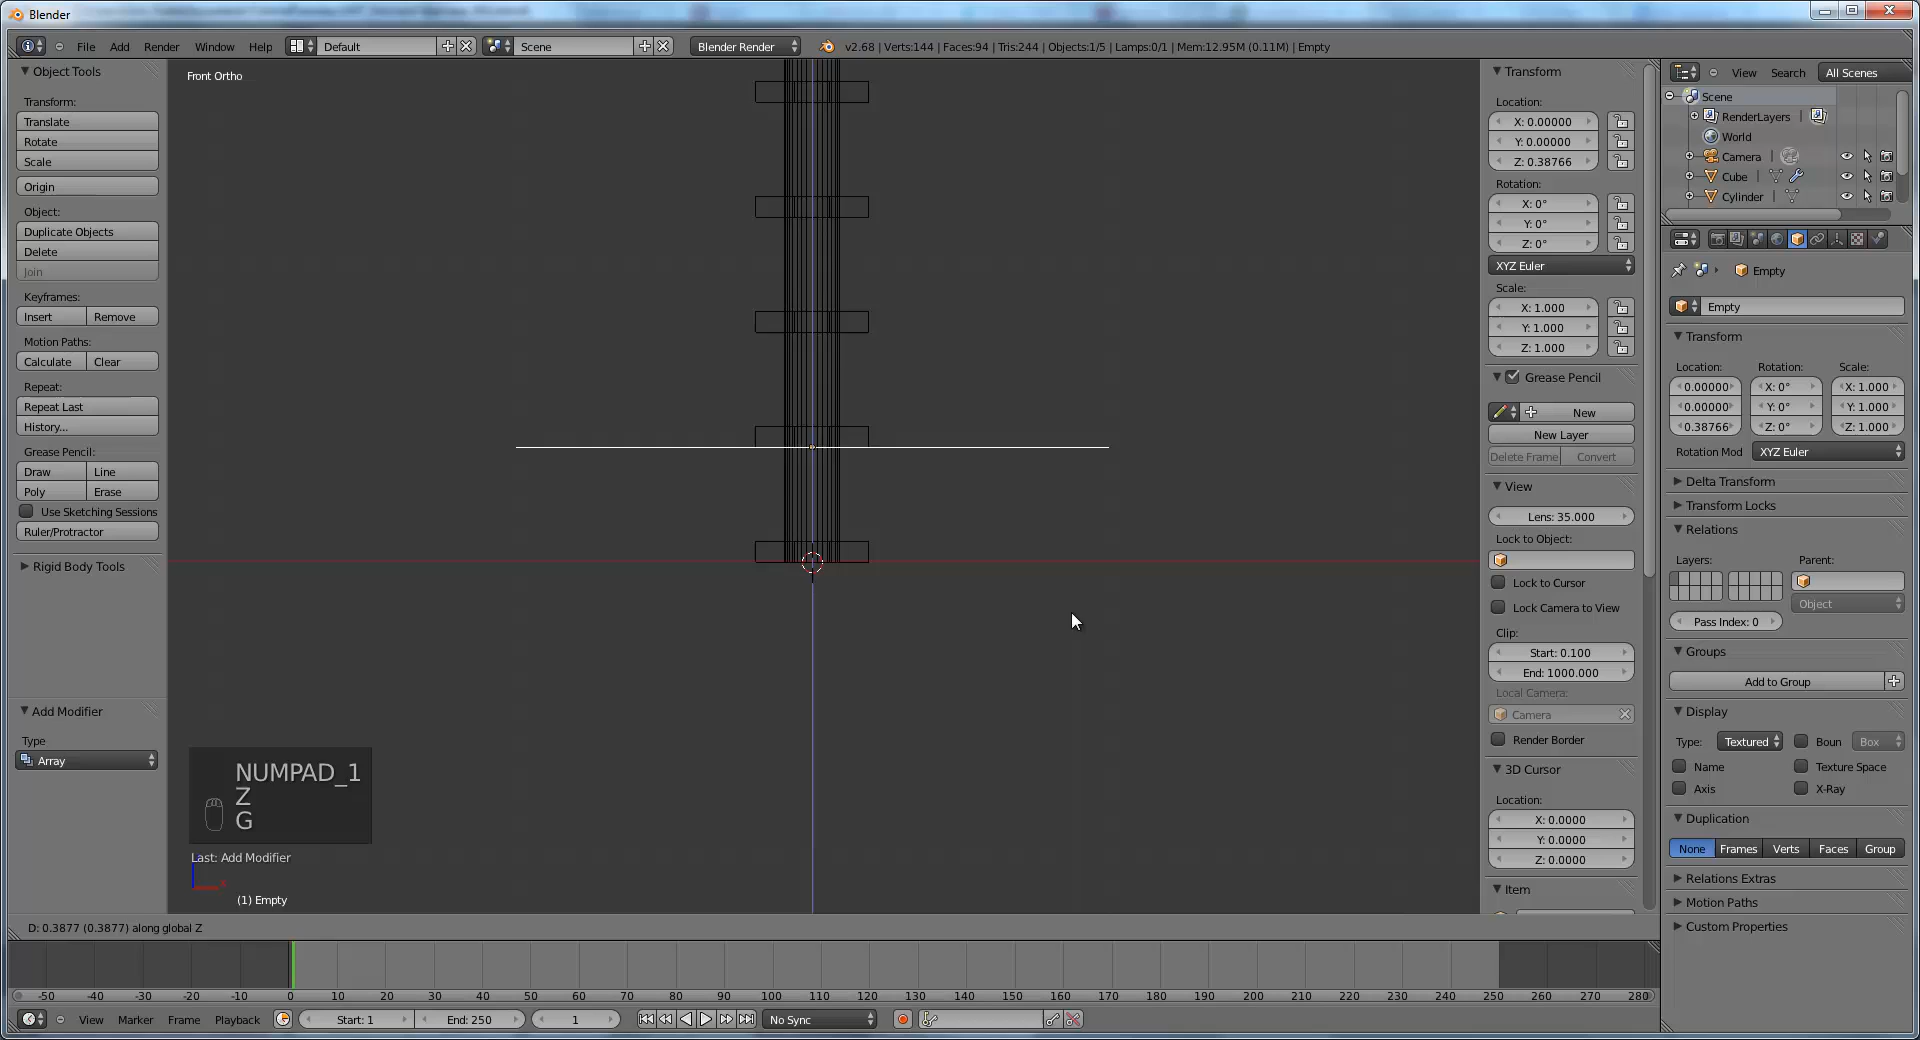 Blender
File Add Render Window Help Default Scene Blender Render v2.68 | Verts:144 | Faces:94 | Tris:244 | Objects:1/5 | Lamps:0/1 | Mem:12.95M (0.11M) | Empty
Object Tools
Transform:
Translate
Rotate
Scale
Origin
Object:
Duplicate Objects
Delete
Join
Keyframes:
Insert Remove
Motion Paths:
Calculate Clear
Repeat:
Repeat Last
History...
Grease Pencil:
Draw Line
Poly Erase
Use Sketching Sessions
Ruler/Protractor
Rigid Body Tools
Add Modifier
Type
Array
Front Ortho
NUMPAD_1
Z
G
Last: Add Modifier
x
(1) Empty
D: 0.3877 (0.3877) along global Z
Transform
Location:
X: 0.00000
Y: 0.00000
Z: 0.38766
Rotation:
X: 0°
Y: 0°
Z: 0°
XYZ Euler
Scale:
X: 1.000
Y: 1.000
Z: 1.000
Grease Pencil
New
New Layer
Delete Frame Convert
View
Lens: 35.000
Lock to Object:
Lock to Cursor
Lock Camera to View
Clip:
Start: 0.100
End: 1000.000
Local Camera:
Camera
Render Border
3D Cursor
Location:
X: 0.0000
Y: 0.0000
Z: 0.0000
Item
View Search All Scenes
Scene
RenderLayers
World
Camera
Cube
Cylinder
Empty
Empty
Transform
Location: Rotation: Scale:
0.00000 X: 0° X: 1.000
0.00000 Y: 0° Y: 1.000
0.38766 Z: 0° Z: 1.000
Rotation Mod XYZ Euler
Delta Transform
Transform Locks
Relations
Layers: Parent:
Object
Pass Index: 0
Groups
Add to Group
Display
Type: Textured Boun Box
Name Texture Space
Axis X-Ray
Duplication
None Frames Verts Faces Group
Relations Extras
Motion Paths
Custom Properties
-50 -40 -30 -20 -10 0 10 20 30 40 50 60 70 80 90 100 110 120 130 140 150 160 170 180 190 200 210 220 230 240 250 260 270 280
View Marker Frame Playback Start: 1 End: 250 1 No Sync